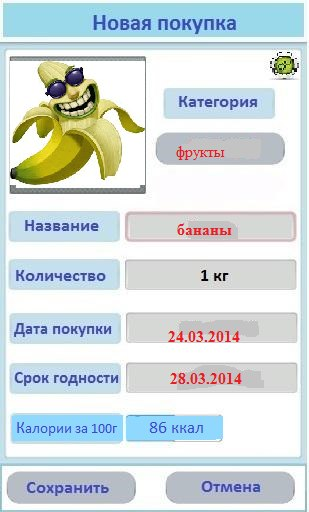 Новая покупка
Категория
фрукты
Название
бананы
Количество
1 кг
Дата покупки
24.03.2014
Срок годности
28.03.2014
Калории за 100г
86 ккал
Сохранить
Отмена